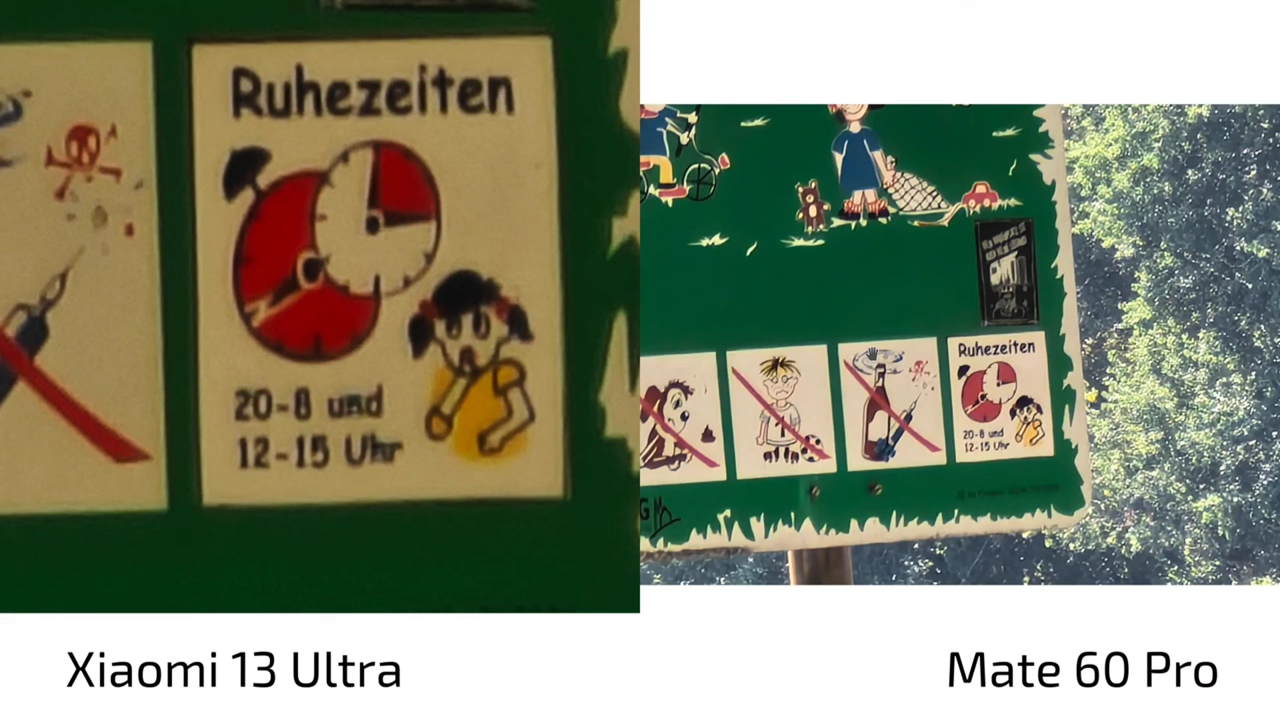 Ruhezeiten
20-8 und
12-15 Uhr
Ruhezeiten
20-8 und
12-15 Uhr
Xiaomi 13 Ultra
Mate 60 Pro